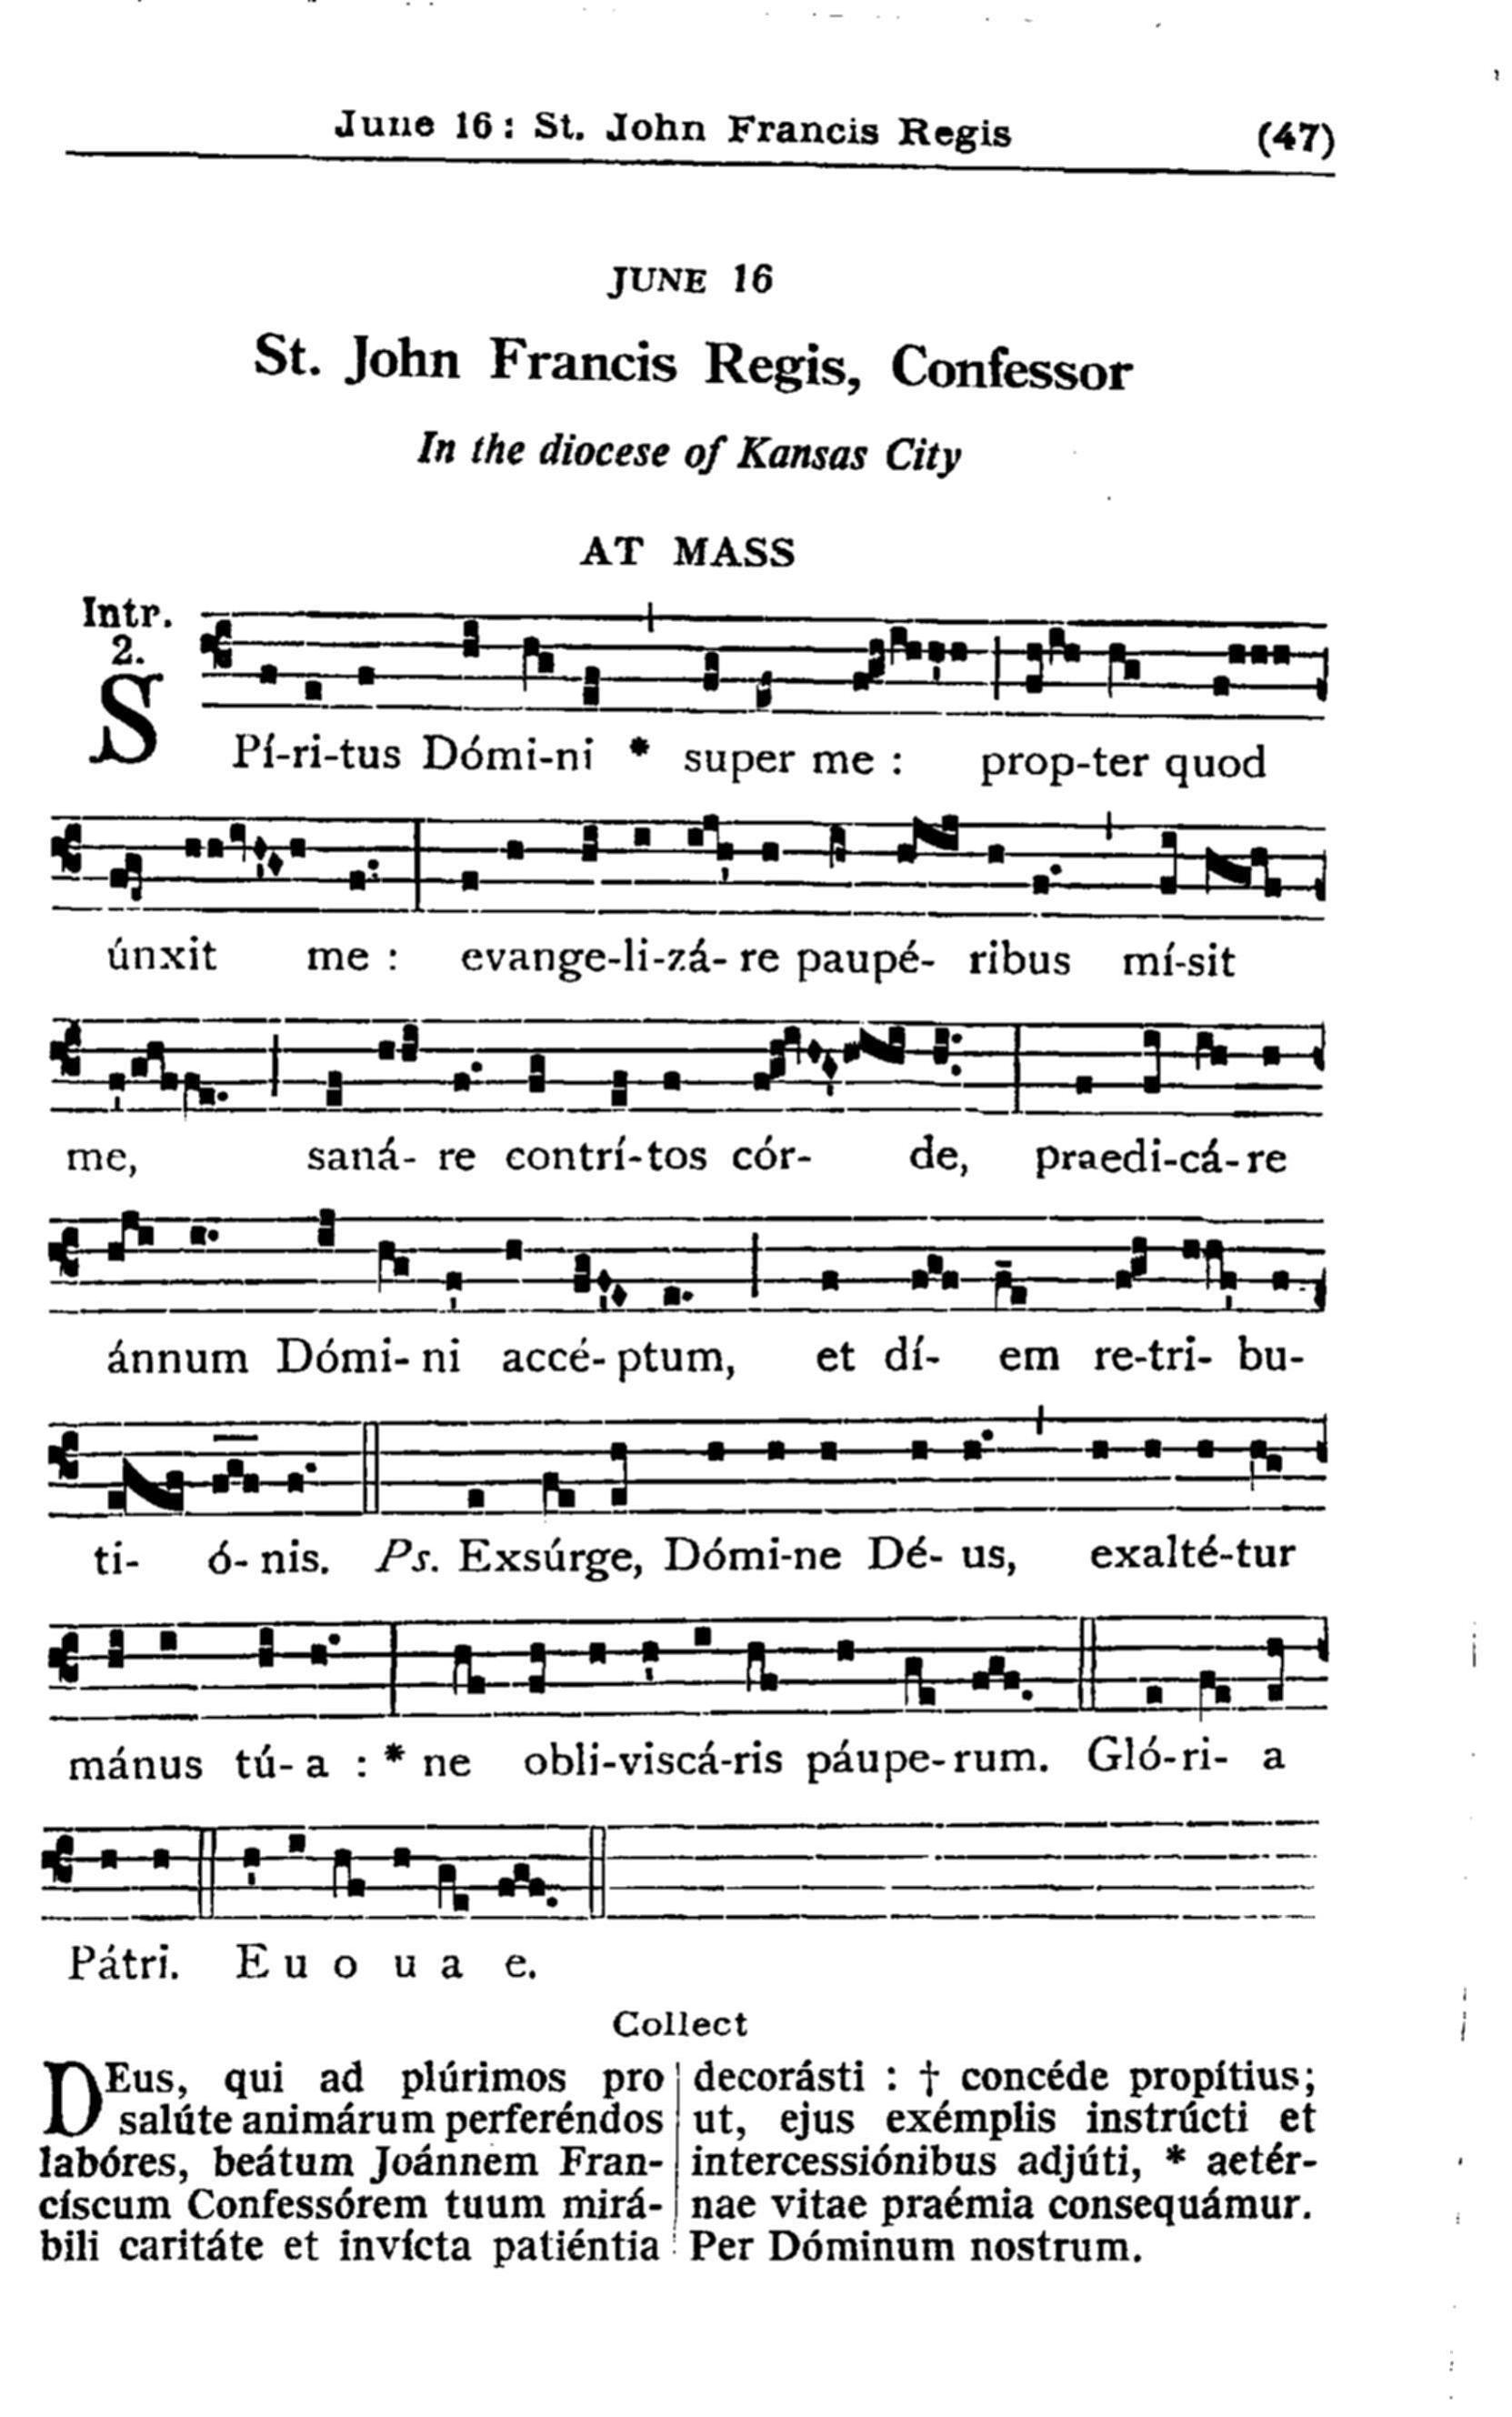 June 16: St. John Francis Regis (47)
JUNE 16
St. John Francis Regis, Confessor
In the diocese of Kansas City
AT MASS
Intr.
2.
SPí-ri-tus Dómi-ni * super me : prop-ter quod
únxit me : evange-li-zá- re paupé- ribus mí-sit
me, saná- re contrí-tos cór- de, praedi-cá-re
ánnum Dómi- ni accé- ptum, et dí- em re-tri- bu-
ti- ó- nis. Ps. Exsúrge, Dómi-ne Dé- us, exalté-tur
mánus tú- a : * ne obli-viscá-ris páupe-rum. Gló-ri- a
Pátri. E u o u a e.
Collect
DEus, qui ad plúrimos pro
salúte animárum perferéndos
labóres, beátum Joánnem Fran-
císcum Confessórem tuum mirá-
bili caritáte et invícta patiéntia
decorásti : † concéde propítius;
ut, ejus exémplis instrúcti et
intercessiónibus adjúti, * aetér-
nae vitae praémia consequámur.
Per Dóminum nostrum.